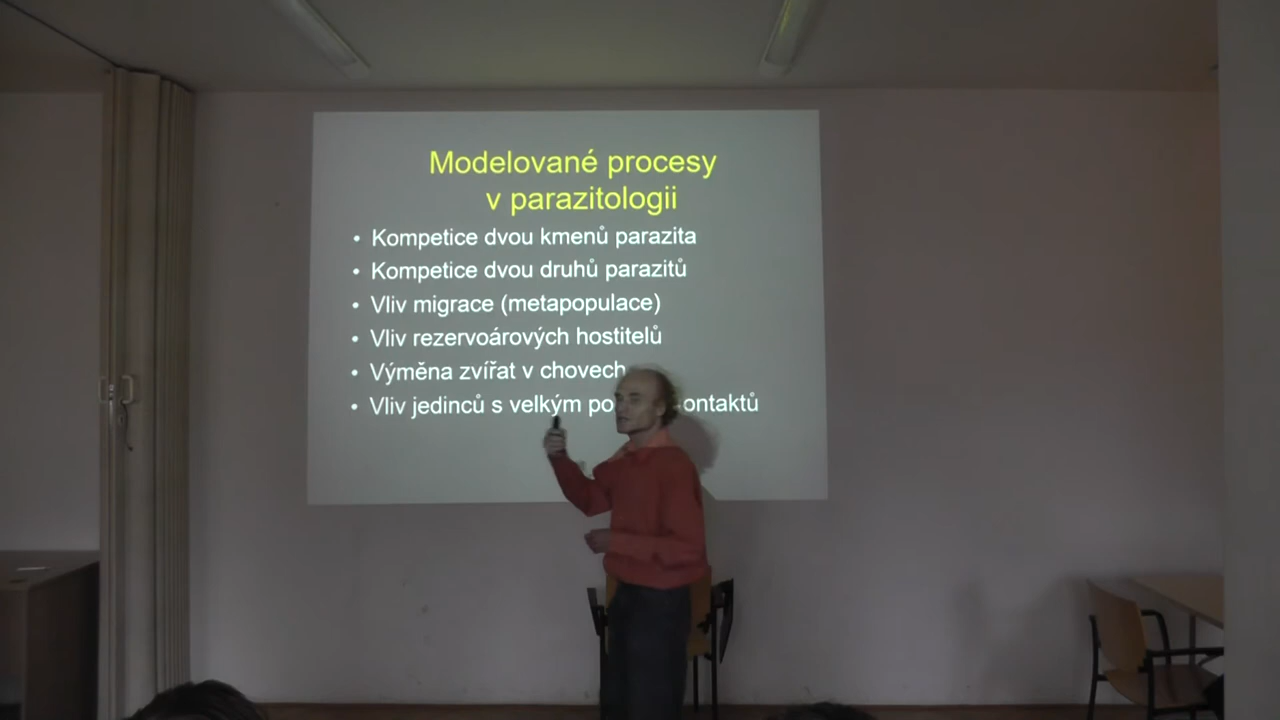 Modelované procesy
v parazitologii
• Kompetice dvou kmenů parazita
• Kompetice dvou druhů parazitů
• Vliv migrace (metapopulace)
• Vliv rezervoárových hostitelů
• Výměna zvířat v chovech
• Vliv jedinců s velkým